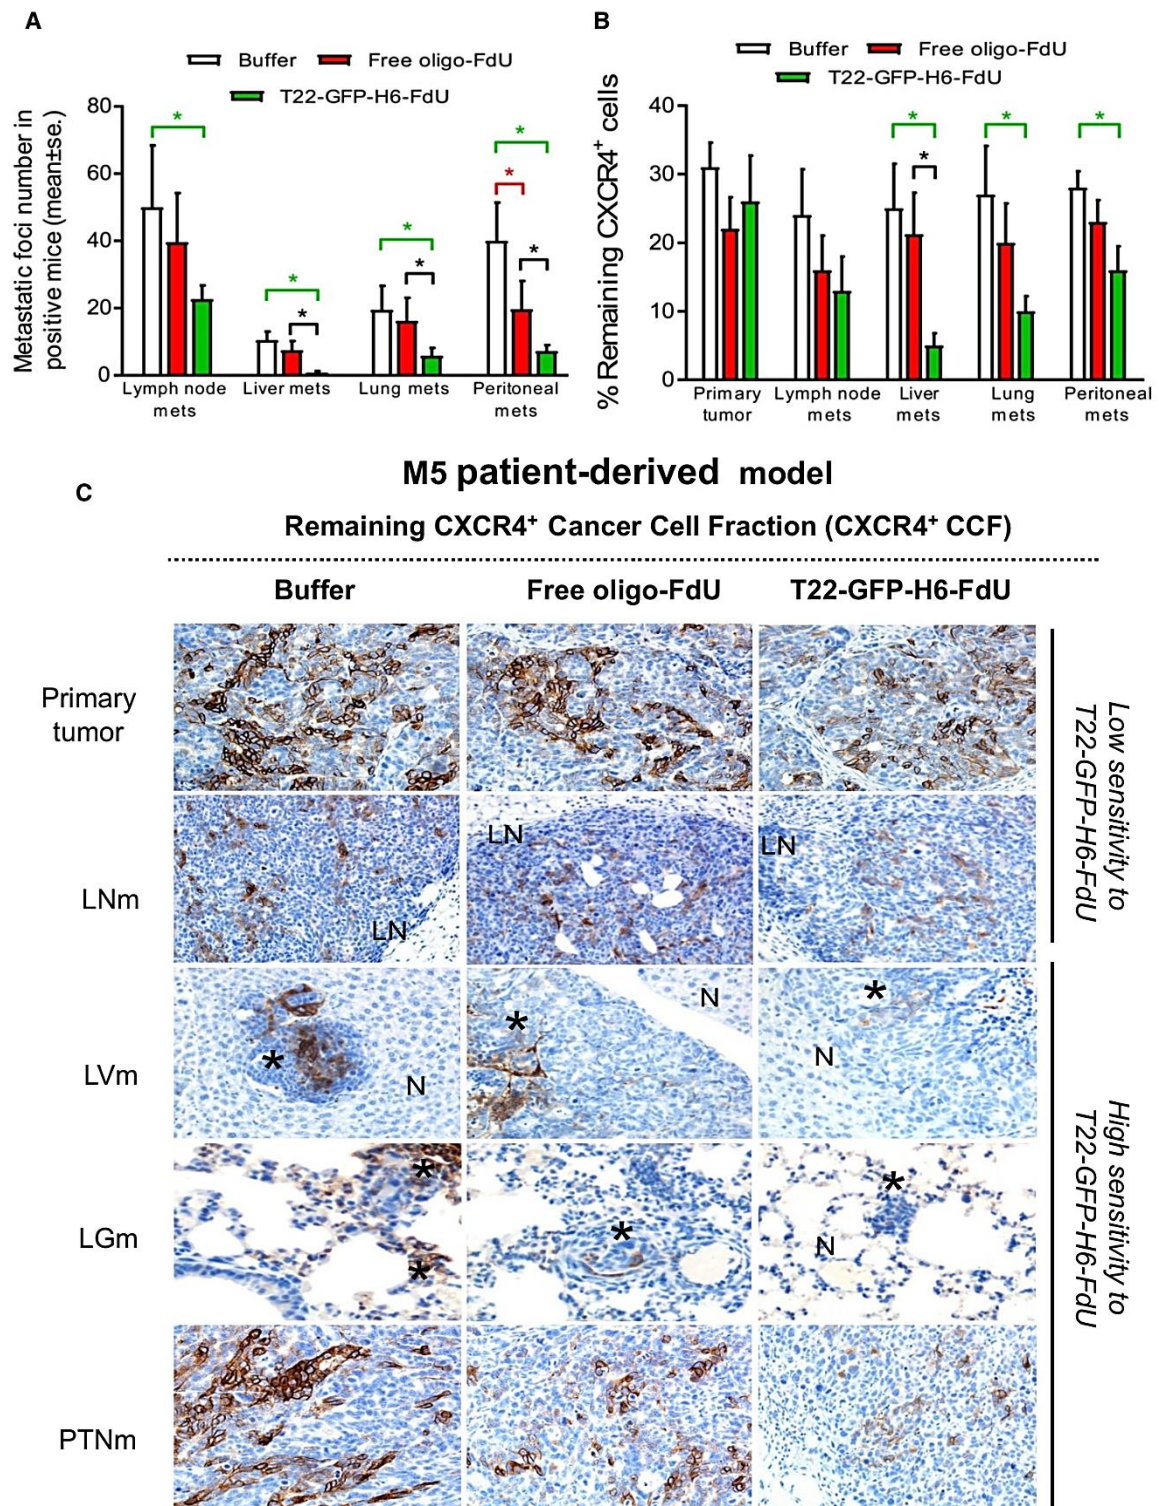 A
Buffer Free oligo-FdU
T22-GFP-H6-FdU
Metastatic foci number in
positive mice (mean±se.)
80
60
40
20
0
* * * * * * * *
Lymph node
mets
Liver mets
Lung mets
Peritoneal
mets
B
Buffer Free oligo-FdU
T22-GFP-H6-FdU
% Remaining CXCR4+ cells
40
30
20
10
0
* * * *
Primary
tumor
Lymph node
mets
Liver
mets
Lung
mets
Peritoneal
mets
M5 patient-derived model
C
Remaining CXCR4+ Cancer Cell Fraction (CXCR4+ CCF)
Buffer Free oligo-FdU T22-GFP-H6-FdU
Primary
tumor
LNm
LN LN LN
LVm
* N * N * N
LGm
* * * * N
PTNm
Low sensitivity to
T22-GFP-H6-FdU
High sensitivity to
T22-GFP-H6-FdU